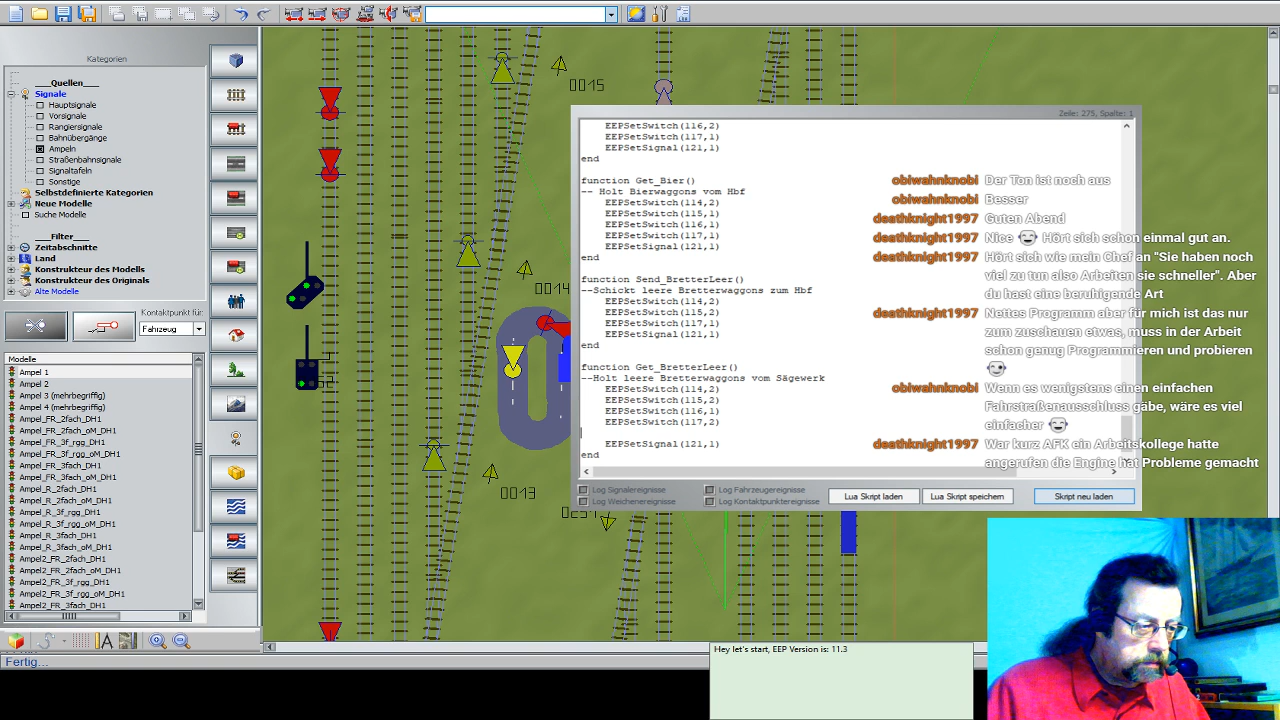 Kategorien
Quellen___
Signale
Hauptsignale
Vorsignale
Rangiersignale
Bahnübergänge
Ampeln
Straßenbahnsignale
Signaltafeln
Sonstige
Selbstdefinierte Kategorien
Neue Modelle
Suche Modelle
__Filter__
Zeitabschnitte
Land
Konstrukteure des Modells
Konstrukteure des Originals
Alte Modelle
Kontaktpunkt für:
Fahrzeug
Modelle
Ampel 1
Ampel 2
Ampel 3 (mehrbegriffig)
Ampel 4 (mehrbegriffig)
Ampel_FR_2fach_DH1
Ampel_FR_2fach_oM_DH1
Ampel_FR_3f_rgg_DH1
Ampel_FR_3fach_DH1
Ampel_FR_3fach_oM_DH1
Ampel_R_2fach_DH1
Ampel_R_2fach_oM_DH1
Ampel_R_3f_rgg_DH1
Ampel_R_3f_rgg_oM_DH1
Ampel_R_3fach_DH1
Ampel_R_3fach_oM_DH1
Ampel2_FR_2fach_DH1
Ampel2_FR_2fach_oM_DH1
Ampel2_FR_3f_rgg_DH1
Ampel2_FR_3f_rgg_oM_DH1
Ampel2_FR_3fach_DH1
Fertig...
0015
0014
0013
Zeile: 275, Spalte: 1
EEPSetSwitch(116,2)
EEPSetSwitch(117,1)
EEPSetSignal(121,1)
end
function Get_Bier()
-- Holt Bierwaggons vom Hbf
EEPSetSwitch(114,2)
EEPSetSwitch(115,1)
EEPSetSwitch(116,1)
EEPSetSwitch(117,1)
EEPSetSignal(121,1)
end
function Send_BretterLeer()
--Schickt leere Bretterwaggons zum Hbf
EEPSetSwitch(114,2)
EEPSetSwitch(115,2)
EEPSetSwitch(117,1)
EEPSetSignal(121,1)
end
function Get_BretterLeer()
--Holt leere Bretterwaggons vom Sägewerk
EEPSetSwitch(114,2)
EEPSetSwitch(115,2)
EEPSetSwitch(116,1)
EEPSetSwitch(117,2)
EEPSetSignal(121,1)
end
Log Signalereignisse
Log Weichenereignisse
Log Fahrzeugereignisse
Log Kontaktpunktereignisse
Lua Skript laden
Lua Skript speichern
Skript neu laden
obiwahnknobi Der Ton ist noch aus
obiwahnknobi Besser
deathknight1997 Guten Abend
deathknight1997 Nice Hört sich schon einmal gut an.
deathknight1997 Hört sich wie mein Chef an "Sie haben noch
viel zu tun also Arbeiten sie schneller". Aber
du hast eine beruhigende Art
deathknight1997 Nettes Programm aber für mich ist das nur
zum zuschauen etwas, muss in der Arbeit
schon genug Programmieren und probieren
obiwahnknobi Wenn es wenigstens einen einfachen
Fahrstraßenausschluss gäbe, wäre es viel
einfacher
deathknight1997 War kurz AFK ein Arbeitskollege hatte
angerufen die Engine hat Probleme gemacht
Hey let's start, EEP Version is: 11.3